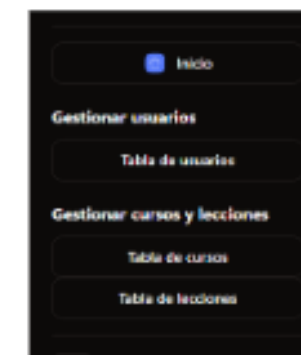 Inicio
Gestionar usuarios
Tabla de usuarios
Gestionar cursos y lecciones
Tabla de cursos
Tabla de lecciones